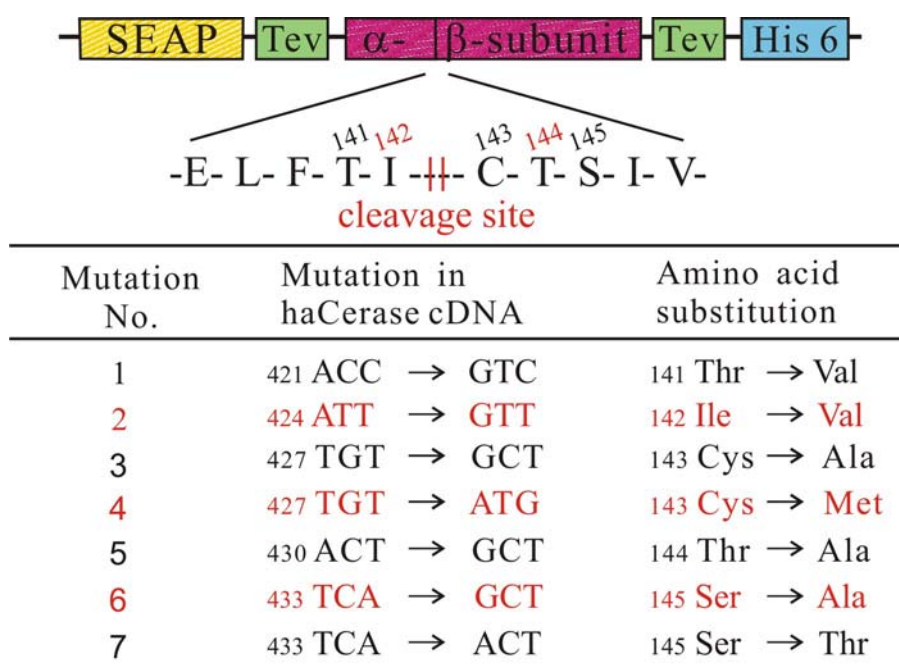 SEAP Tev α- β-subunit Tev His 6
141 142 143 144 145
-E- L- F- T- I -||-- C- T- S- I- V-
cleavage site
Mutation No. Mutation in haCerase cDNA Amino acid substitution
1 421 ACC → GTC 141 Thr → Val
2 424 ATT → GTT 142 Ile → Val
3 427 TGT → GCT 143 Cys → Ala
4 427 TGT → ATG 143 Cys → Met
5 430 ACT → GCT 144 Thr → Ala
6 433 TCA → GCT 145 Ser → Ala
7 433 TCA → ACT 145 Ser → Thr